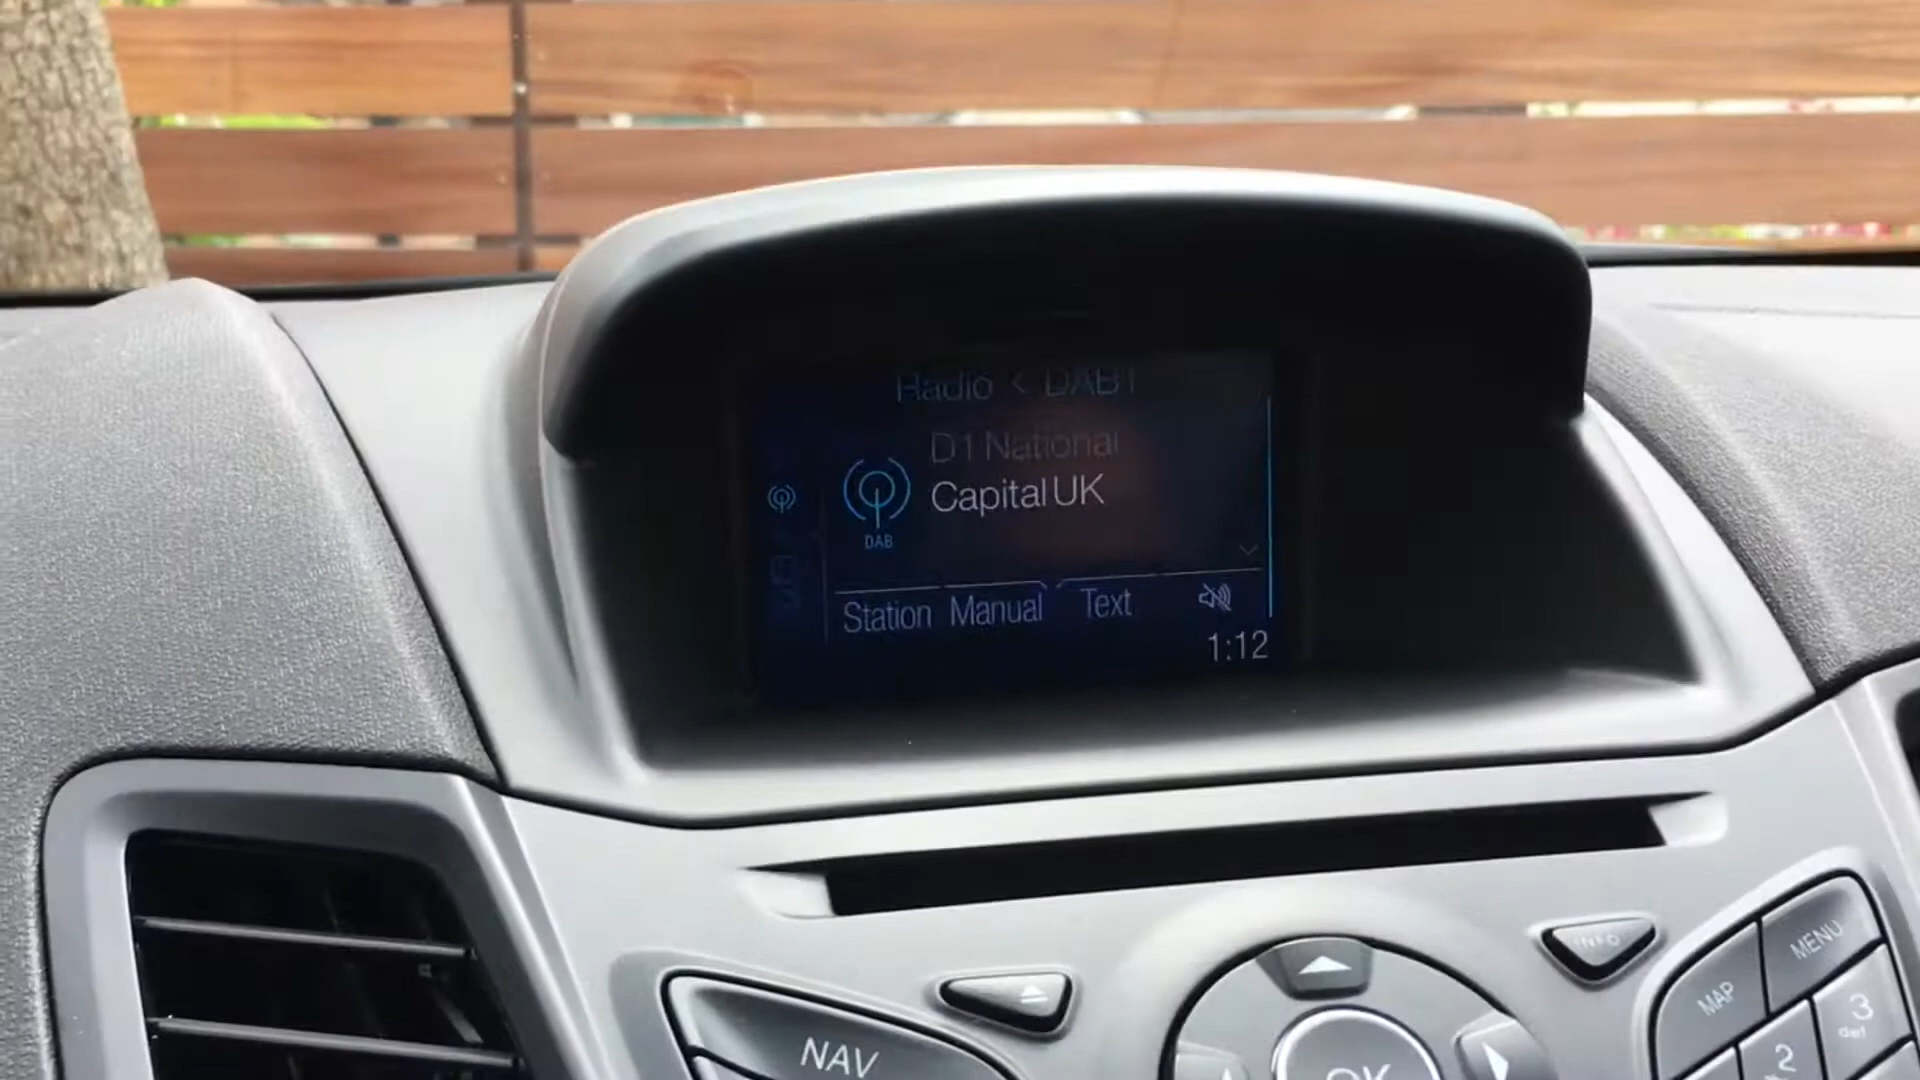 Radio < DAB1
D1 National
Capital UK
DAB
Station Manual Text
1:12
INFO
MENU
MAP
3
def
2
NAV
OK